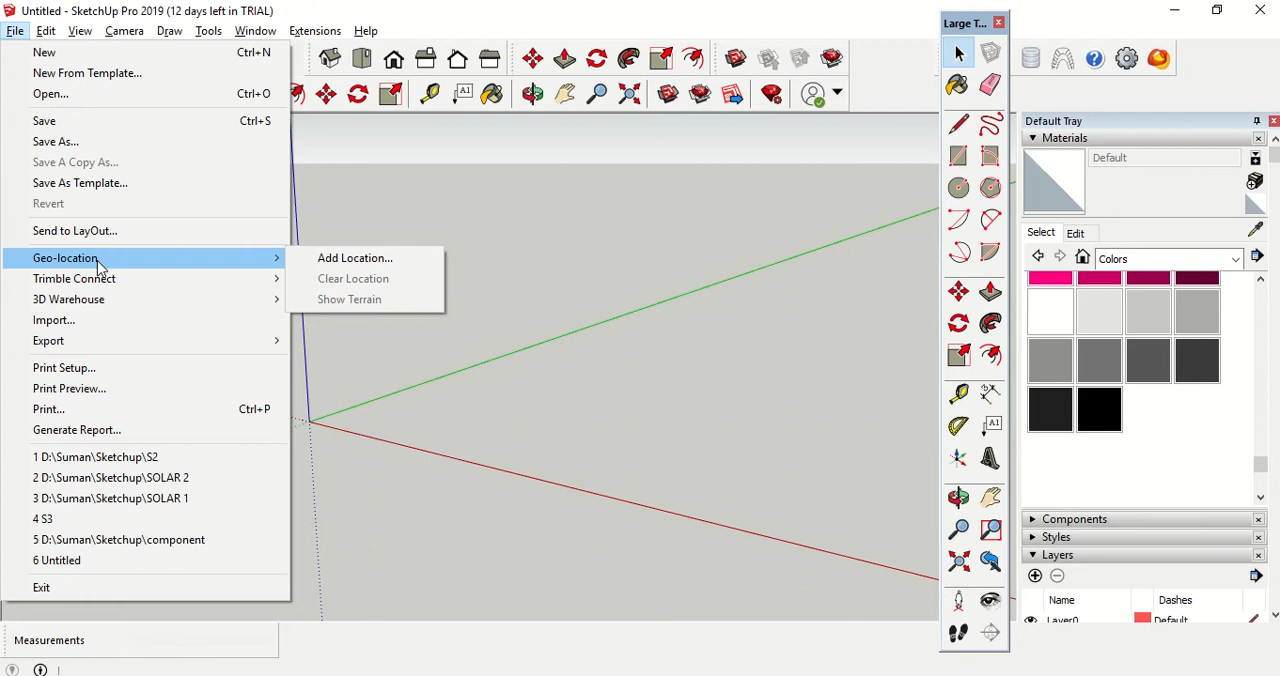 Untitled - SketchUp Pro 2019 (12 days left in TRIAL)
File Edit View Camera Draw Tools Window Extensions Help
New Ctrl+N
New From Template...
Open... Ctrl+O
Save Ctrl+S
Save As...
Save A Copy As...
Save As Template...
Revert
Send to LayOut...
Geo-location
Add Location...
Clear Location
Show Terrain
Trimble Connect
3D Warehouse
Import...
Export
Print Setup...
Print Preview...
Print... Ctrl+P
Generate Report...
1 D:\Suman\Sketchup\S2
2 D:\Suman\Sketchup\SOLAR 2
3 D:\Suman\Sketchup\SOLAR 1
4 S3
5 D:\Suman\Sketchup\component
6 Untitled
Exit
Measurements
A1
Large T...
A1
Default Tray
Materials
Default
Select Edit
Colors
Components
Styles
Layers
Name Dashes
Layer0 Default